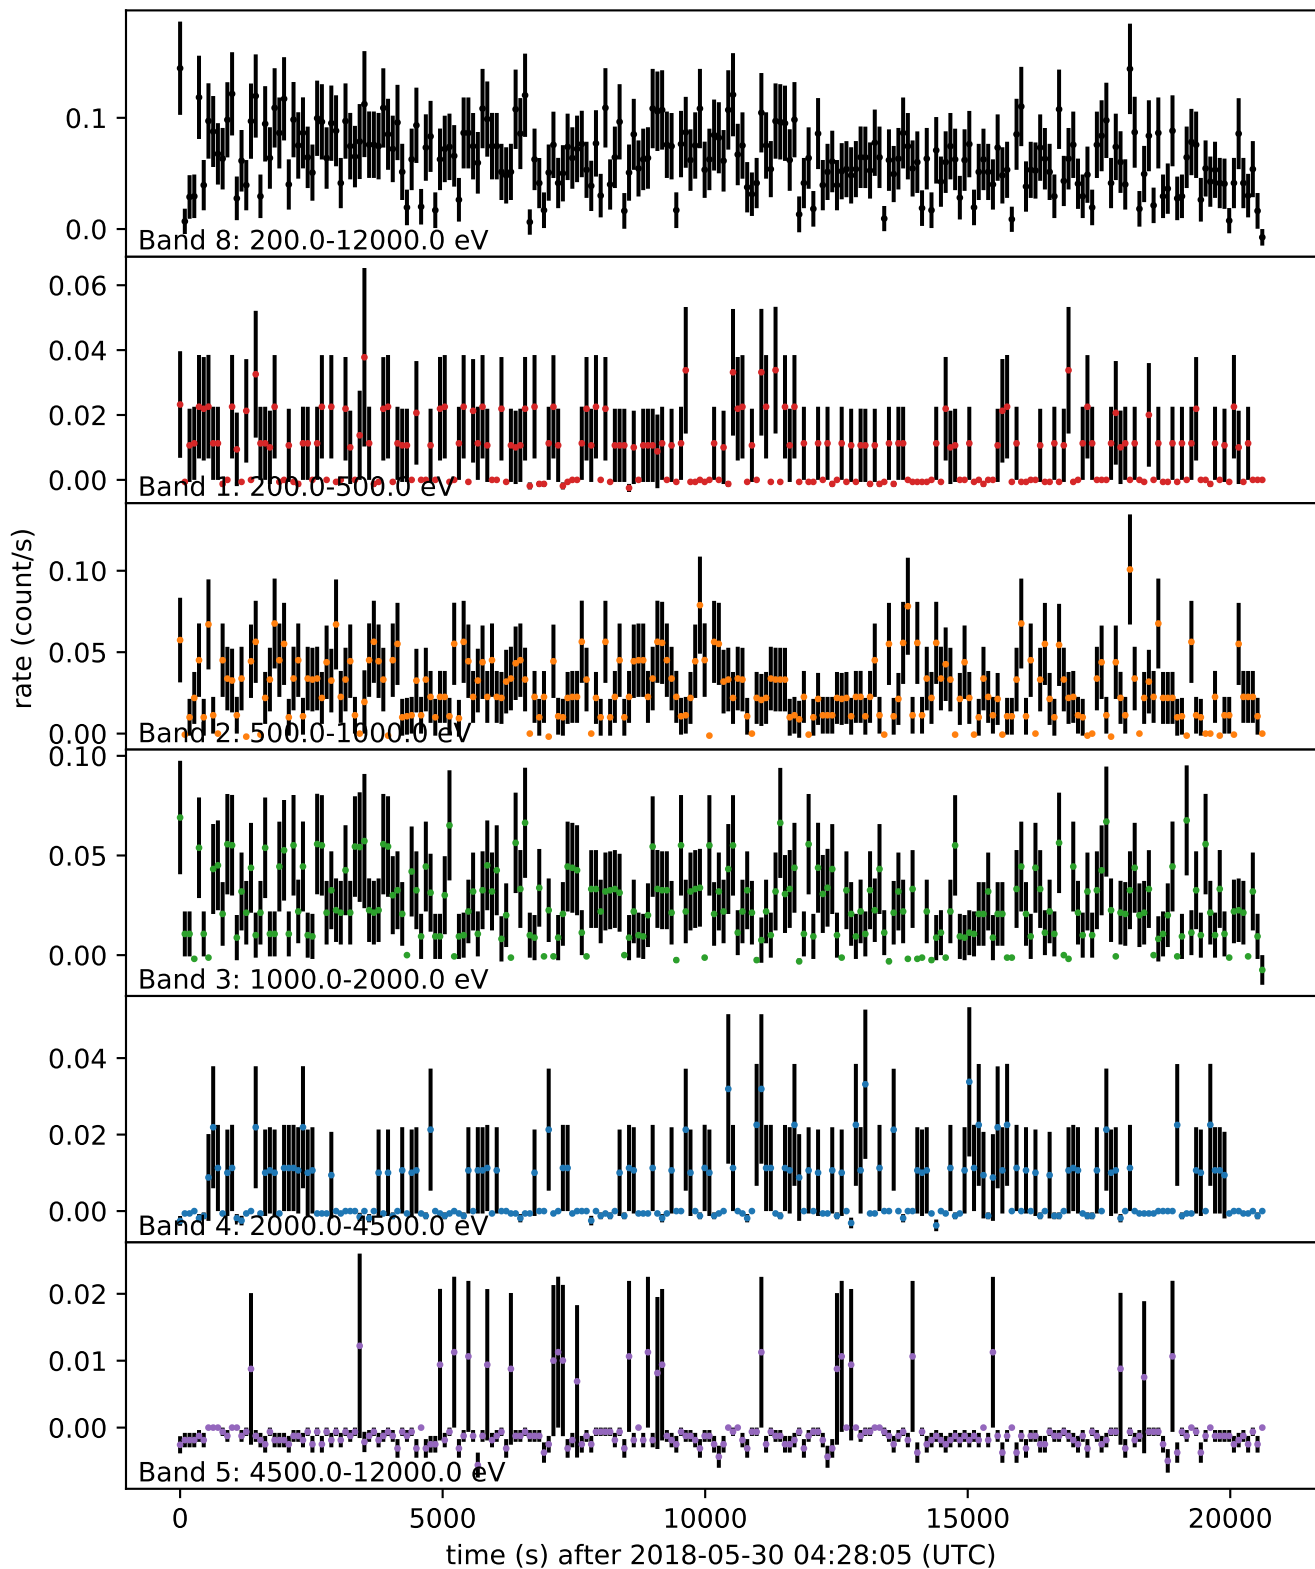 0.1
0.0
Band 8: 200.0-12000.0 eV
0.06
0.04
0.02
0.00
Band 1: 200.0-500.0 eV
rate (count/s)
0.10
0.05
0.00
Band 2: 500.0-1000.0 eV
0.10
0.05
0.00
Band 3: 1000.0-2000.0 eV
0.04
0.02
0.00
Band 4: 2000.0-4500.0 eV
0.02
0.01
0.00
Band 5: 4500.0-12000.0 eV
0 5000 10000 15000 20000
time (s) after 2018-05-30 04:28:05 (UTC)